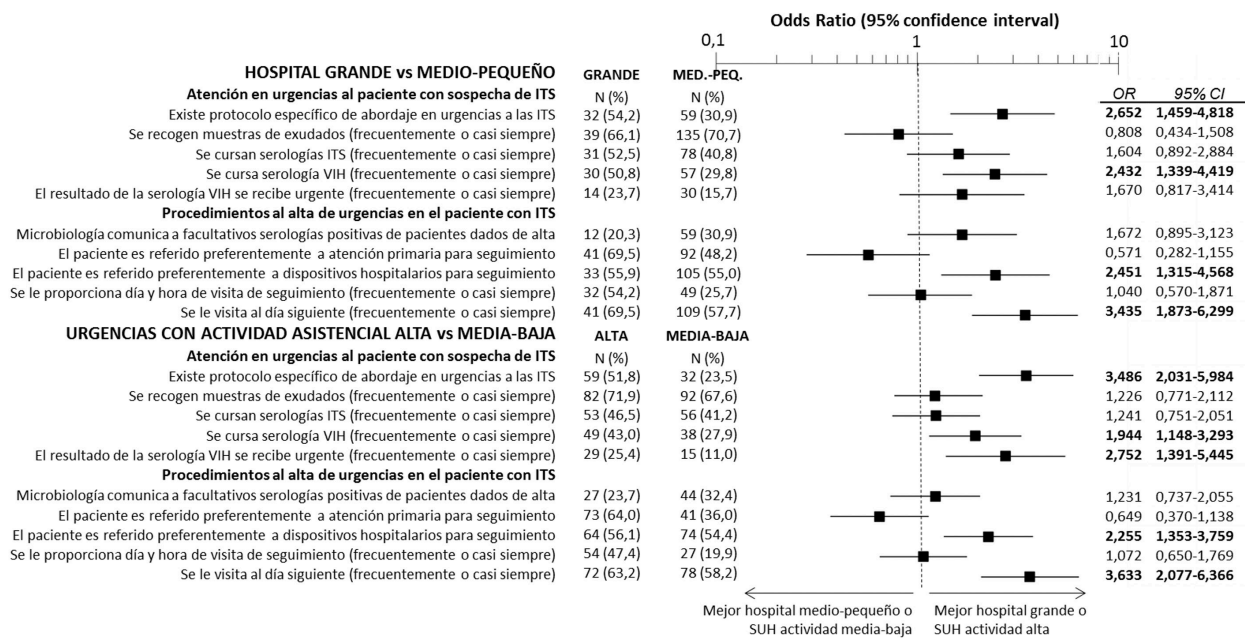 Odds Ratio (95% confidence interval)
0,1 1 10
HOSPITAL GRANDE vs MEDIO-PEQUEÑO GRANDE MED.-PEQ.
Atención en urgencias al paciente con sospecha de ITS N (%) N (%) OR 95% CI
Existe protocolo específico de abordaje en urgencias a las ITS 32 (54,2) 59 (30,9) 2,652 1,459-4,818
Se recogen muestras de exudados (frecuentemente o casi siempre) 39 (66,1) 135 (70,7) 0,808 0,434-1,508
Se cursan serologías ITS (frecuentemente o casi siempre) 31 (52,5) 78 (40,8) 1,604 0,892-2,884
Se cursa serología VIH (frecuentemente o casi siempre) 30 (50,8) 57 (29,8) 2,432 1,339-4,419
El resultado de la serología VIH se recibe urgente (frecuentemente o casi siempre) 14 (23,7) 30 (15,7) 1,670 0,817-3,414
Procedimientos al alta de urgencias en el paciente con ITS
Microbiología comunica a facultativos serologías positivas de pacientes dados de alta 12 (20,3) 59 (30,9) 1,672 0,895-3,123
El paciente es referido preferentemente a atención primaria para seguimiento 41 (69,5) 92 (48,2) 0,571 0,282-1,155
El paciente es referido preferentemente a dispositivos hospitalarios para seguimiento 33 (55,9) 105 (55,0) 2,451 1,315-4,568
Se le proporciona día y hora de visita de seguimiento (frecuentemente o casi siempre) 32 (54,2) 49 (25,7) 1,040 0,570-1,871
Se le visita al día siguiente (frecuentemente o casi siempre) 41 (69,5) 109 (57,7) 3,435 1,873-6,299
URGENCIAS CON ACTIVIDAD ASISTENCIAL ALTA vs MEDIA-BAJA ALTA MEDIA-BAJA
Atención en urgencias al paciente con sospecha de ITS N (%) N (%)
Existe protocolo específico de abordaje en urgencias a las ITS 59 (51,8) 32 (23,5) 3,486 2,031-5,984
Se recogen muestras de exudados (frecuentemente o casi siempre) 82 (71,9) 92 (67,6) 1,226 0,771-2,112
Se cursan serologías ITS (frecuentemente o casi siempre) 53 (46,5) 56 (41,2) 1,241 0,751-2,051
Se cursa serología VIH (frecuentemente o casi siempre) 49 (43,0) 38 (27,9) 1,944 1,148-3,293
El resultado de la serología VIH se recibe urgente (frecuentemente o casi siempre) 29 (25,4) 15 (11,0) 2,752 1,391-5,445
Procedimientos al alta de urgencias en el paciente con ITS
Microbiología comunica a facultativos serologías positivas de pacientes dados de alta 27 (23,7) 44 (32,4) 1,231 0,737-2,055
El paciente es referido preferentemente a atención primaria para seguimiento 73 (64,0) 41 (36,0) 0,649 0,370-1,138
El paciente es referido preferentemente a dispositivos hospitalarios para seguimiento 64 (56,1) 74 (54,4) 2,255 1,353-3,759
Se le proporciona día y hora de visita de seguimiento (frecuentemente o casi siempre) 54 (47,4) 27 (19,9) 1,072 0,650-1,769
Se le visita al día siguiente (frecuentemente o casi siempre) 72 (63,2) 78 (58,2) 3,633 2,077-6,366
Mejor hospital medio-pequeño o Mejor hospital grande o
SUH actividad media-baja SUH actividad alta